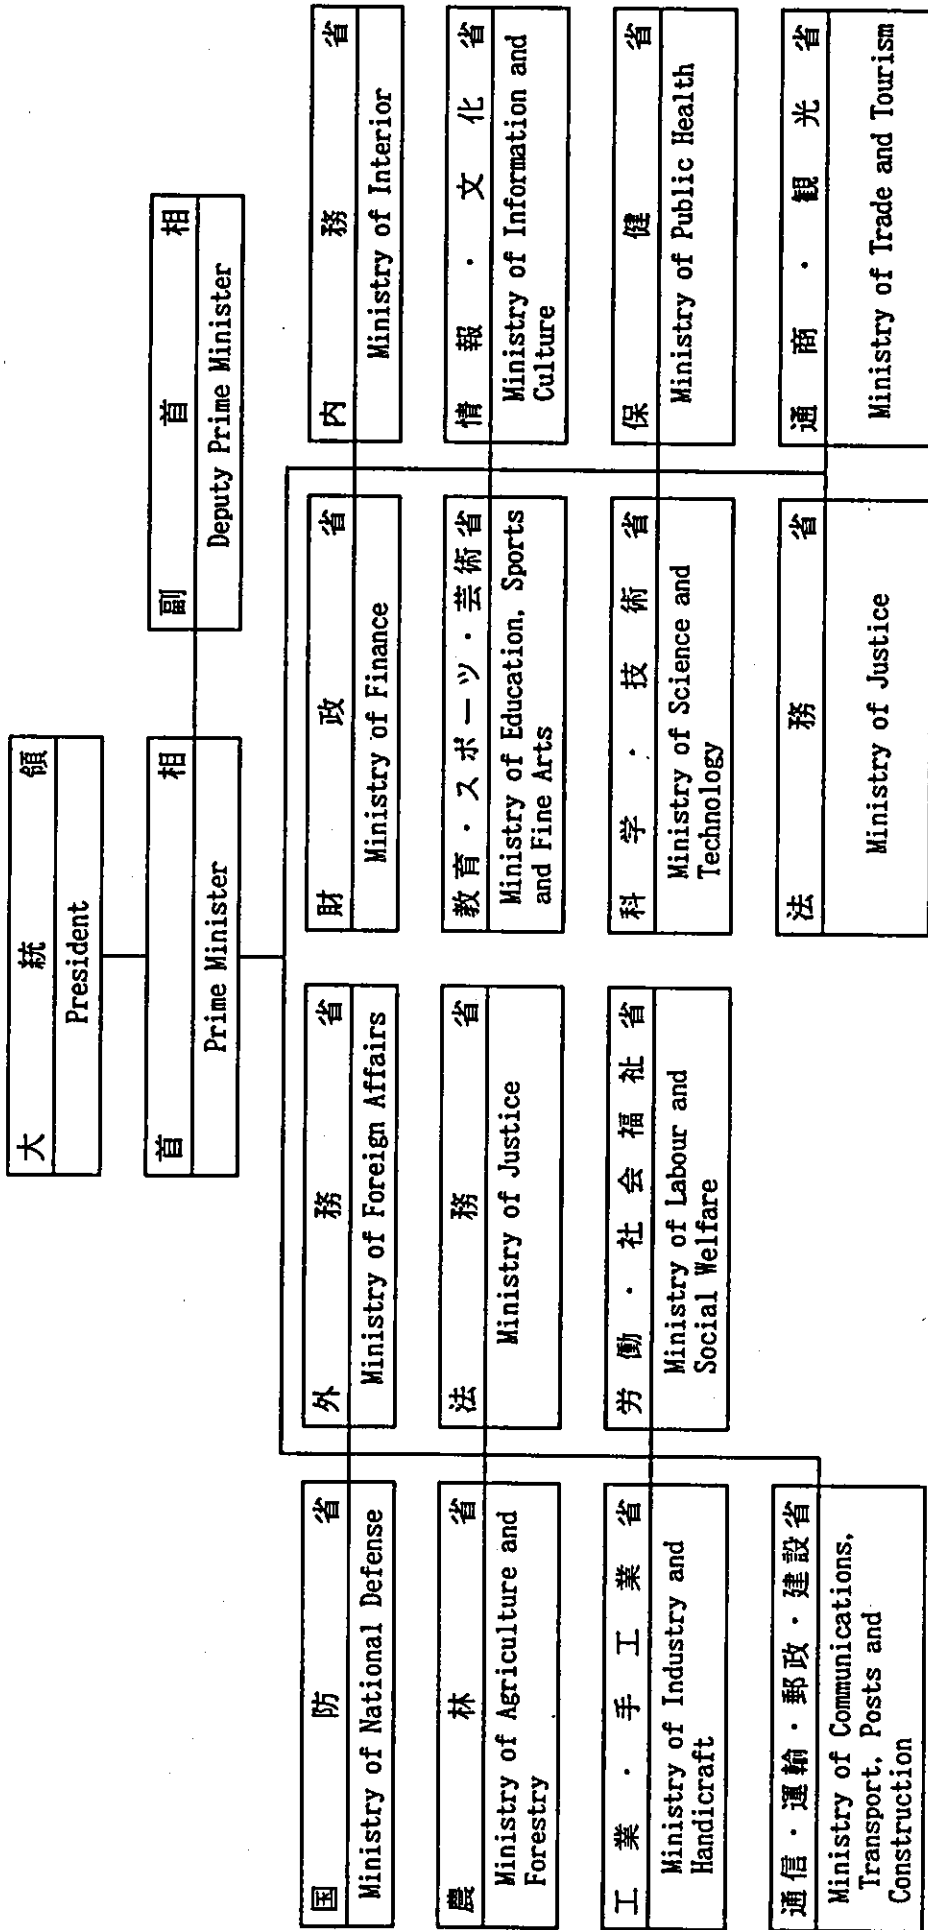 大統領
President
首相
Prime Minister
副首相
Deputy Prime Minister
国防省
Ministry of National Defense
外務省
Ministry of Foreign Affairs
財政省
Ministry of Finance
内務省
Ministry of Interior
農林省
Ministry of Agriculture and
Forestry
法務省
Ministry of Justice
教育・スポーツ・芸術省
Ministry of Education, Sports
and Fine Arts
情報・文化省
Ministry of Information and
Culture
工業・手工業省
Ministry of Industry and
Handicraft
労働・社会福祉省
Ministry of Labour and
Social Welfare
科学・技術省
Ministry of Science and
Technology
保健省
Ministry of Public Health
通信・運輸・郵政・建設省
Ministry of Communications,
Transport, Posts and
Construction
法務省
Ministry of Justice
通商・観光省
Ministry of Trade and Tourism